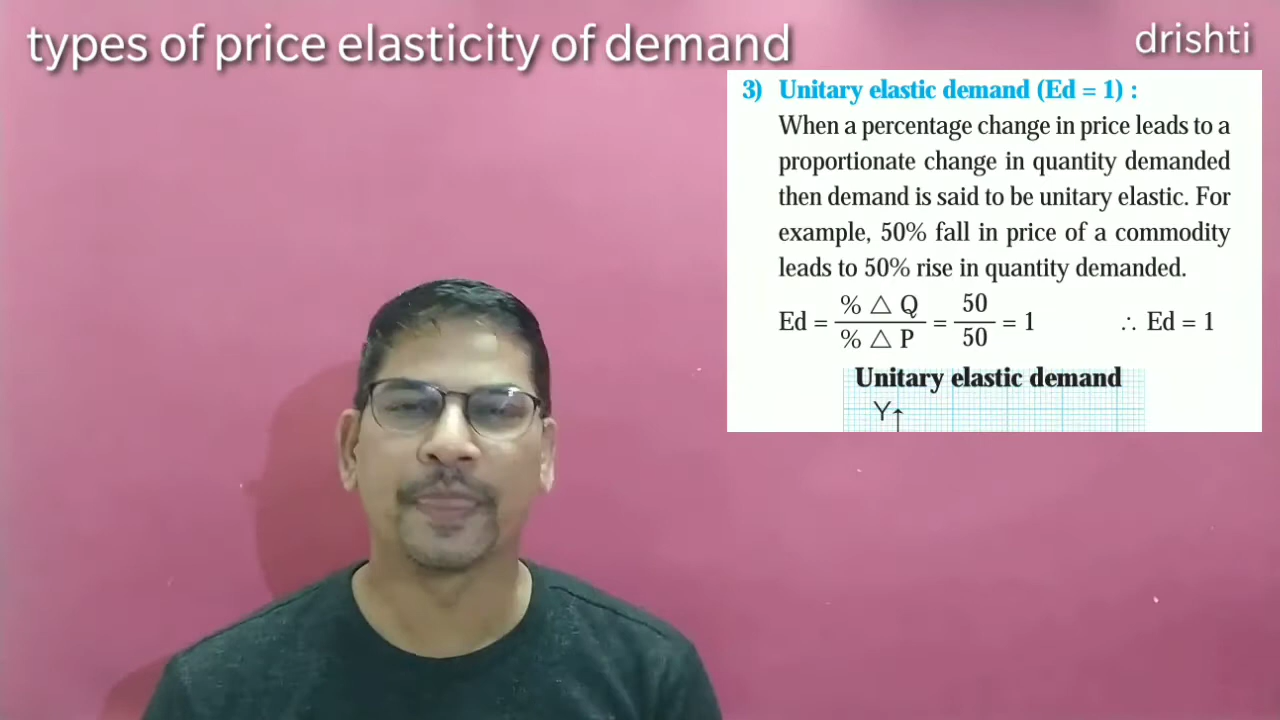 types of price elasticity of demand
drishti
3) Unitary elastic demand (Ed = 1) :
When a percentage change in price leads to a
proportionate change in quantity demanded
then demand is said to be unitary elastic. For
example, 50% fall in price of a commodity
leads to 50% rise in quantity demanded.
Ed = % △ Q / % △ P = 50 / 50 = 1 ∴ Ed = 1
Unitary elastic demand
Y